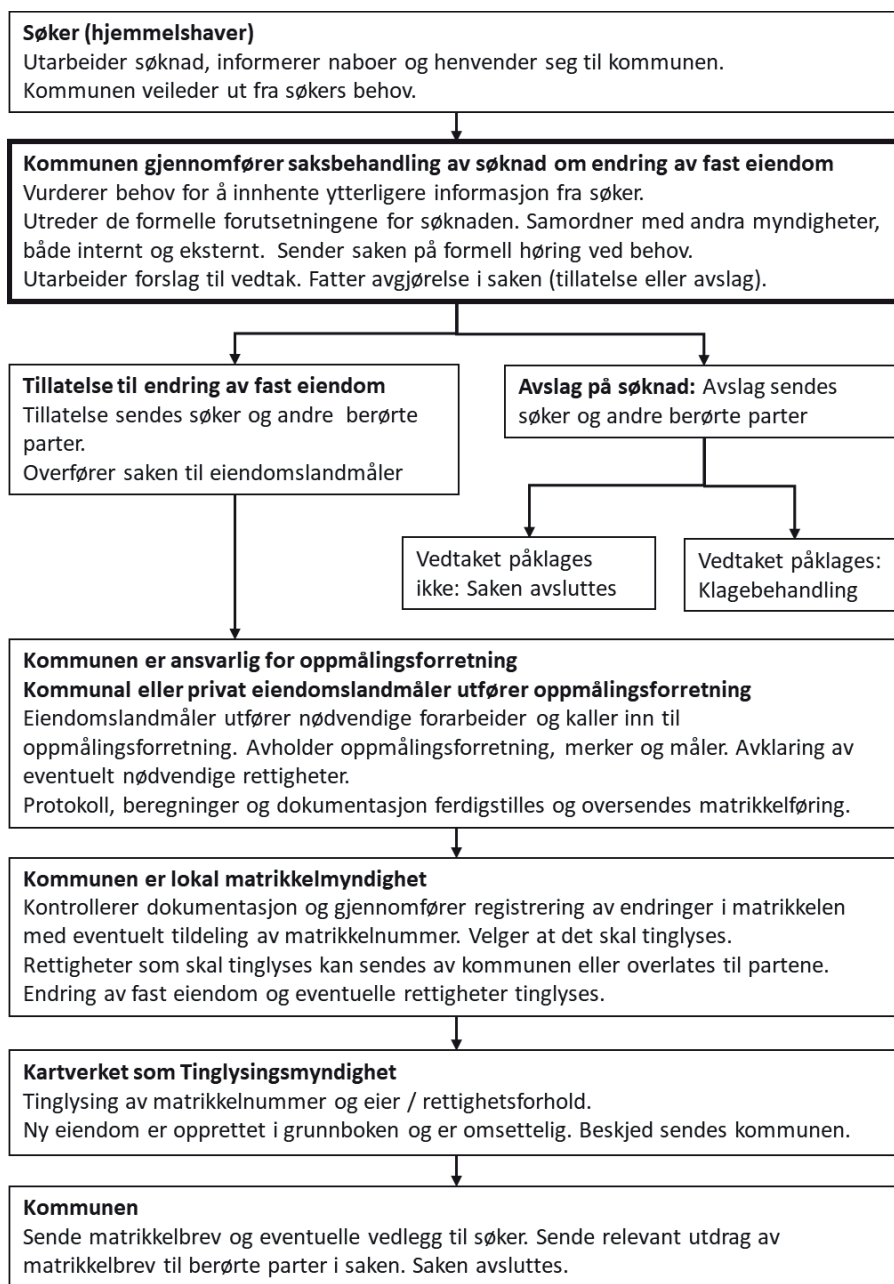 Søker (hjemmelshaver)
Utarbeider søknad, informerer naboer og henvender seg til kommunen.
Kommunen veileder ut fra søkers behov.
Kommunen gjennomfører saksbehandling av søknad om endring av fast eiendom
Vurderer behov for å innhente ytterligere informasjon fra søker.
Utreder de formelle forutsetningene for søknaden. Samordner med andra myndigheter,
både internt og eksternt.  Sender saken på formell høring ved behov.
Utarbeider forslag til vedtak. Fatter avgjørelse i saken (tillatelse eller avslag).
Tillatelse til endring av fast eiendom
Tillatelse sendes søker og andre  berørte
parter.
Overfører saken til eiendomslandmåler
Avslag på søknad: Avslag sendes
søker og andre berørte parter
Vedtaket påklages
ikke: Saken avsluttes
Vedtaket påklages:
Klagebehandling
Kommunen er ansvarlig for oppmålingsforretning
Kommunal eller privat eiendomslandmåler utfører oppmålingsforretning
Eiendomslandmåler utfører nødvendige forarbeider og kaller inn til
oppmålingsforretning. Avholder oppmålingsforretning, merker og måler. Avklaring av
eventuelt nødvendige rettigheter.
Protokoll, beregninger og dokumentasjon ferdigstilles og oversendes matrikkelføring.
Kommunen er lokal matrikkelmyndighet
Kontrollerer dokumentasjon og gjennomfører registrering av endringer i matrikkelen
med eventuelt tildeling av matrikkelnummer. Velger at det skal tinglyses.
Rettigheter som skal tinglyses kan sendes av kommunen eller overlates til partene.
Endring av fast eiendom og eventuelle rettigheter tinglyses.
Kartverket som Tinglysingsmyndighet
Tinglysing av matrikkelnummer og eier / rettighetsforhold.
Ny eiendom er opprettet i grunnboken og er omsettelig. Beskjed sendes kommunen.
Kommunen
Sende matrikkelbrev og eventuelle vedlegg til søker. Sende relevant utdrag av
matrikkelbrev til berørte parter i saken. Saken avsluttes.